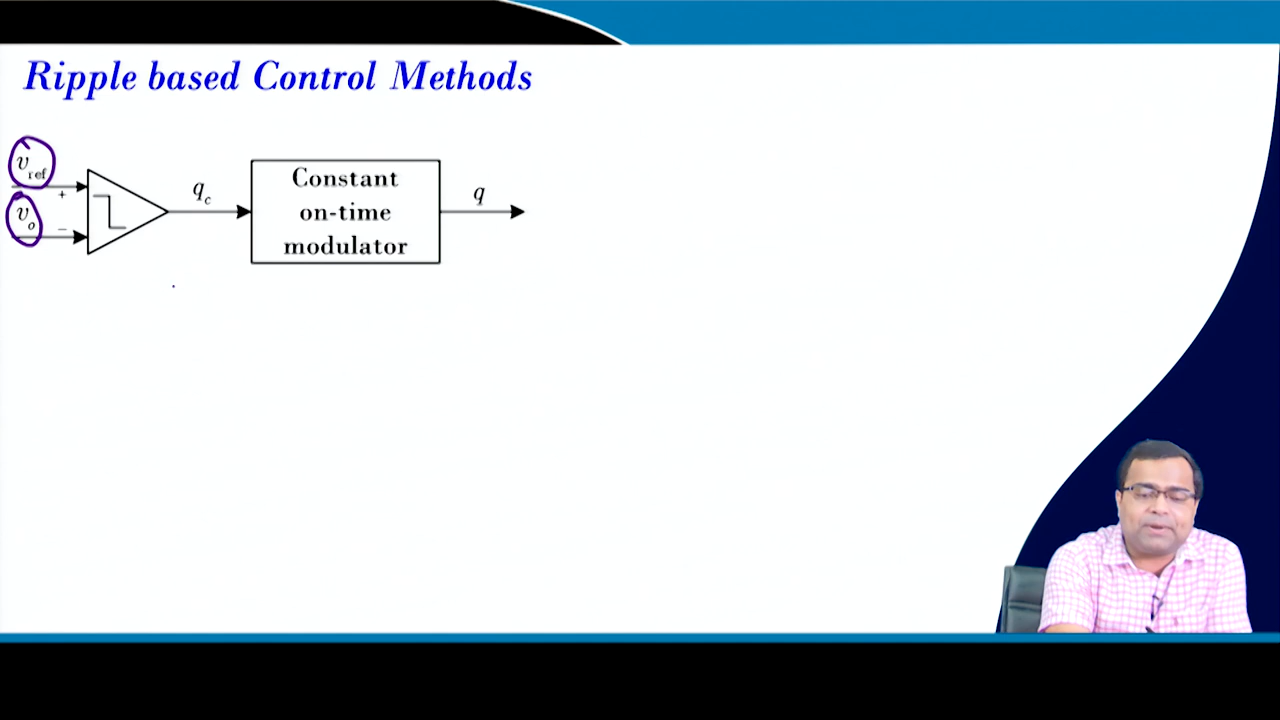 Ripple based Control Methods
v_ref
+
v_o
−
q_c
Constant
on-time
modulator
q